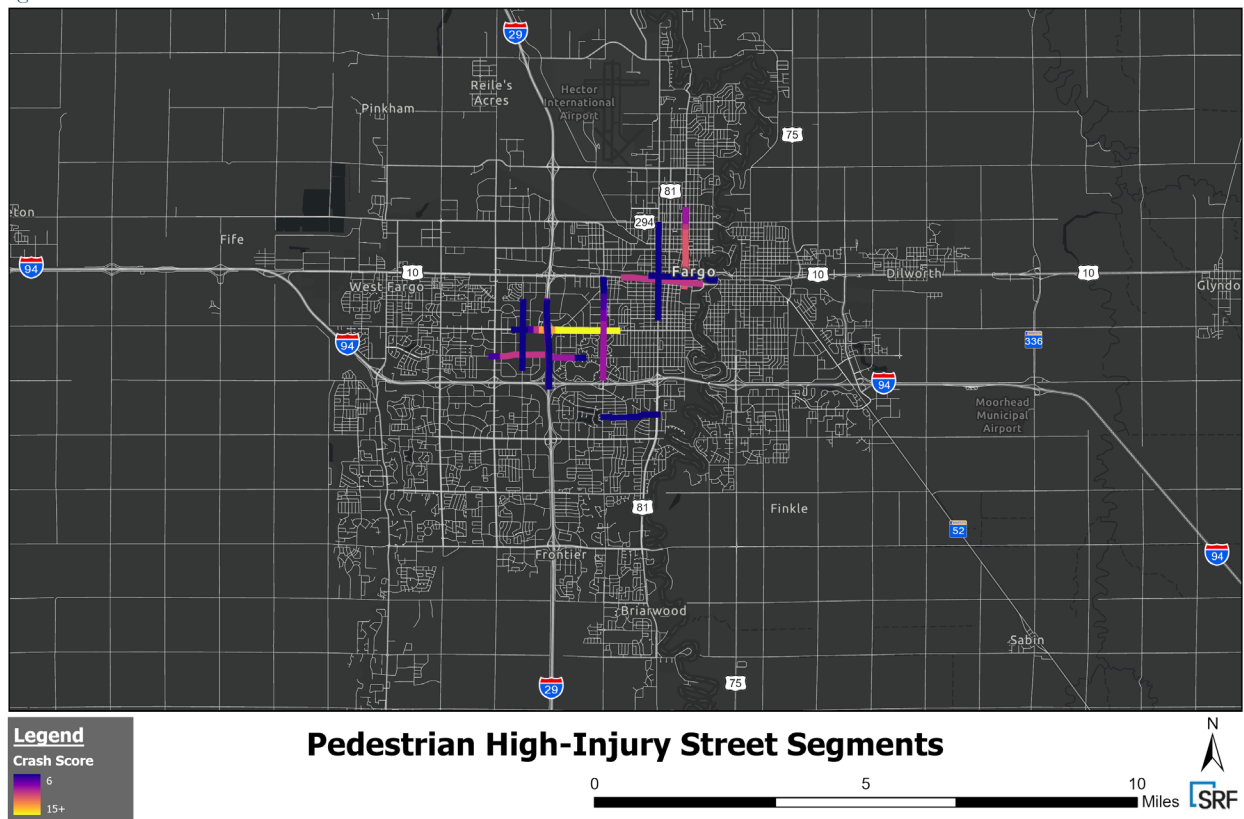 29
Reile's
Acres
Hector
International
Airport
Pinkham
75
81
eton
294
Fife
94
10
Fargo
10
Dilworth
10
West Fargo
Glyndo
94
336
94
Moorhead
Municipal
Airport
81
Finkle
52
Frontier
94
Briarwood
Sabin
29
75
Legend
Crash Score
6
15+
Pedestrian High-Injury Street Segments
0
5
10
Miles
N
SRF